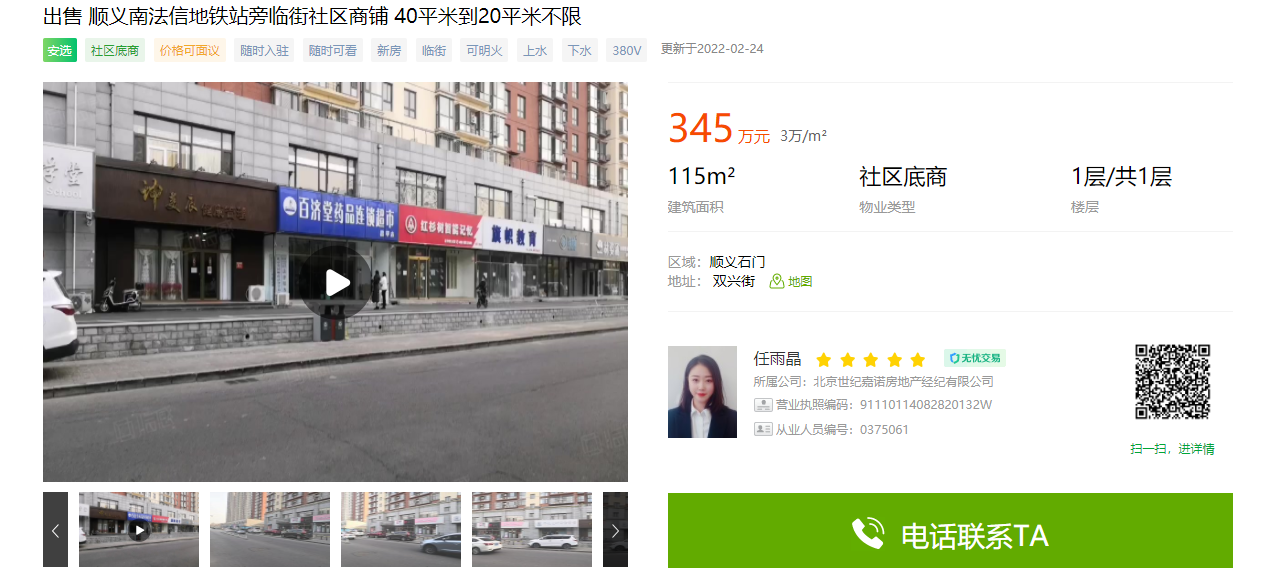 出售 顺义南法信地铁站旁临街社区商铺 40平米到20平米不限
安选 社区底商 价格可面议 随时入驻 随时可看 新房 临街 可明火 上水 下水 380V 更新于2022-02-24
345 万元 3万/m²
115m² 社区底商 1层/共1层
建筑面积 物业类型 楼层
区域： 顺义石门
地址： 双兴街 地图
学堂
百济堂药品连锁超市
红杉树智能记忆
旗帜教育
任雨晶 无忧交易
所属公司：北京世纪嘉诺房地产经纪有限公司
营业执照编码：91110114082820132W
从业人员编号：0375061
扫一扫，进详情
电话联系TA